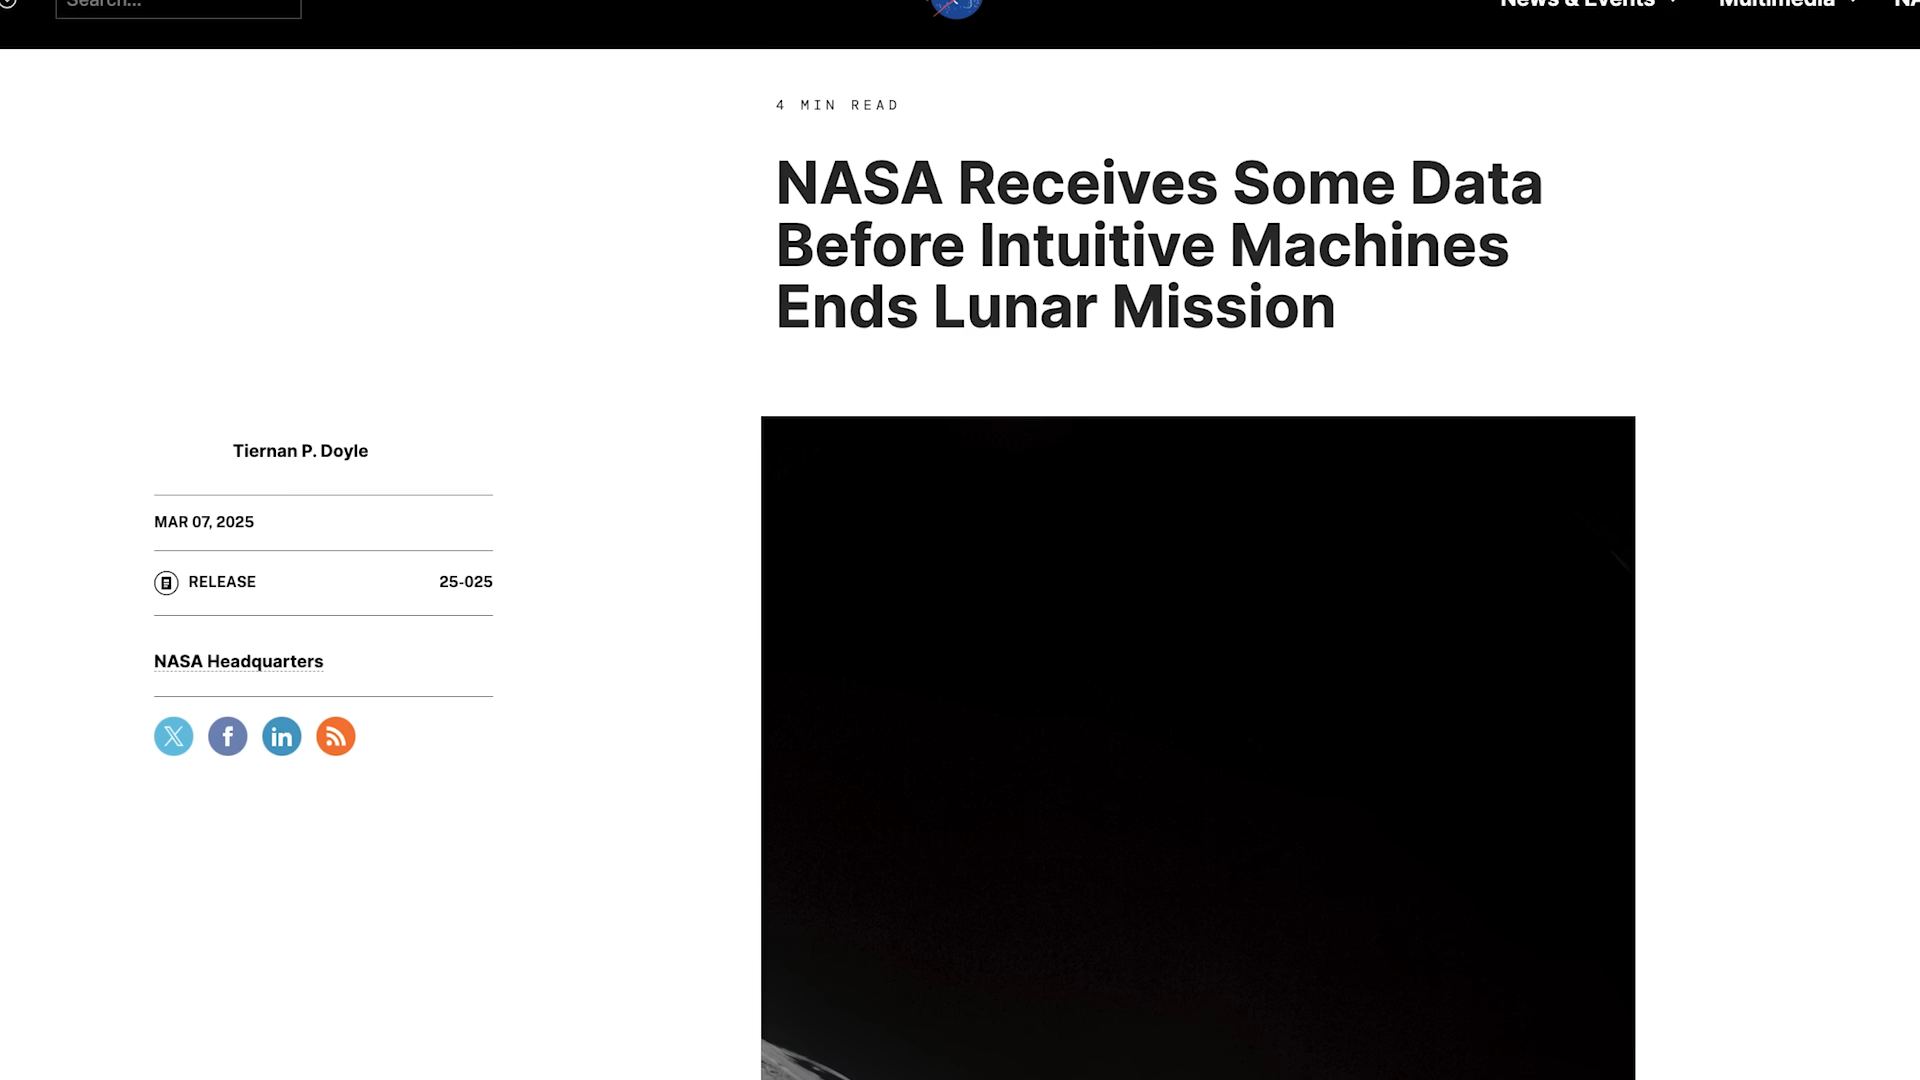 Search...
News & Events
Multimedia
4 MIN READ
NASA Receives Some Data
Before Intuitive Machines
Ends Lunar Mission
Tiernan P. Doyle
MAR 07, 2025
RELEASE
25-025
NASA Headquarters